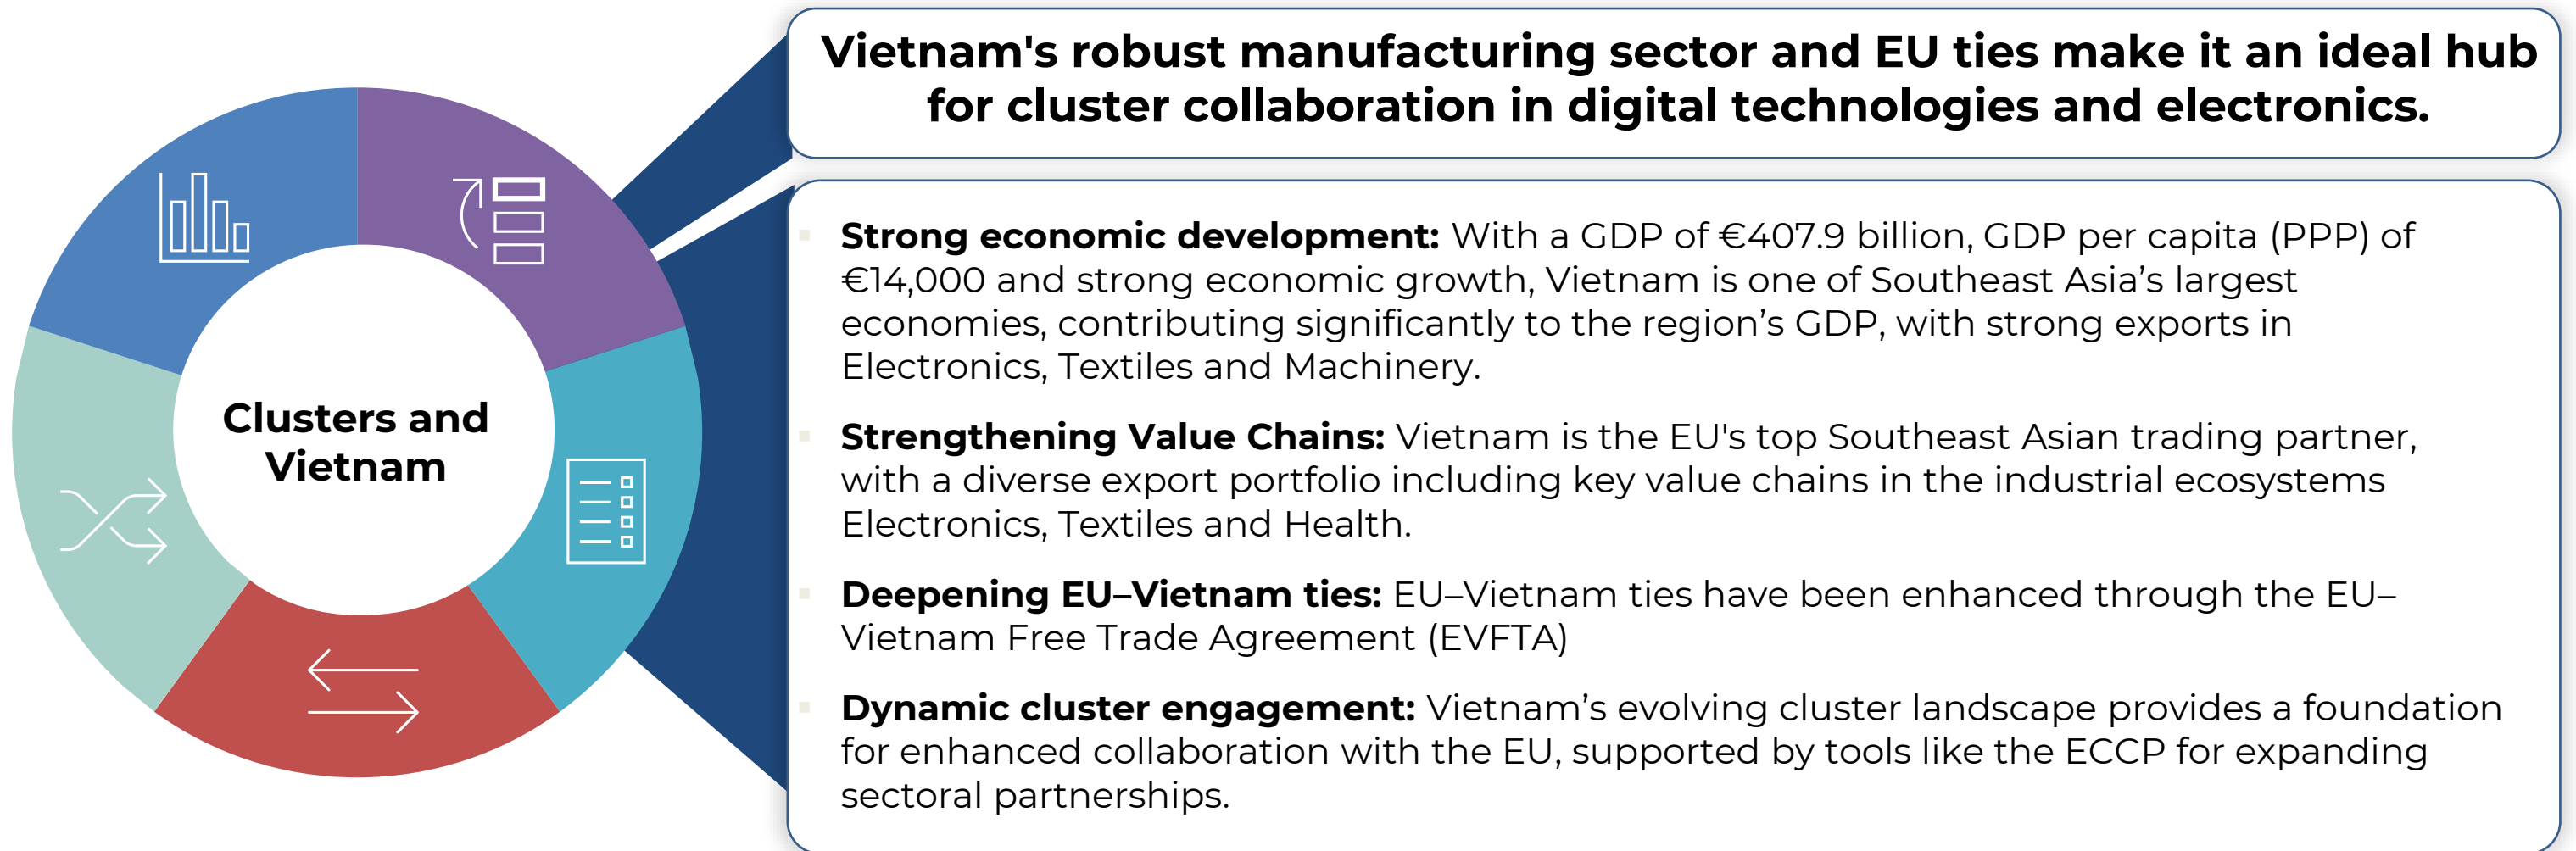 Clusters and
Vietnam
Vietnam's robust manufacturing sector and EU ties make it an ideal hub
for cluster collaboration in digital technologies and electronics.
Strong economic development: With a GDP of €407.9 billion, GDP per capita (PPP) of
€14,000 and strong economic growth, Vietnam is one of Southeast Asia’s largest
economies, contributing significantly to the region’s GDP, with strong exports in
Electronics, Textiles and Machinery.
Strengthening Value Chains: Vietnam is the EU's top Southeast Asian trading partner,
with a diverse export portfolio including key value chains in the industrial ecosystems
Electronics, Textiles and Health.
Deepening EU–Vietnam ties: EU–Vietnam ties have been enhanced through the EU–
Vietnam Free Trade Agreement (EVFTA)
Dynamic cluster engagement: Vietnam’s evolving cluster landscape provides a foundation
for enhanced collaboration with the EU, supported by tools like the ECCP for expanding
sectoral partnerships.